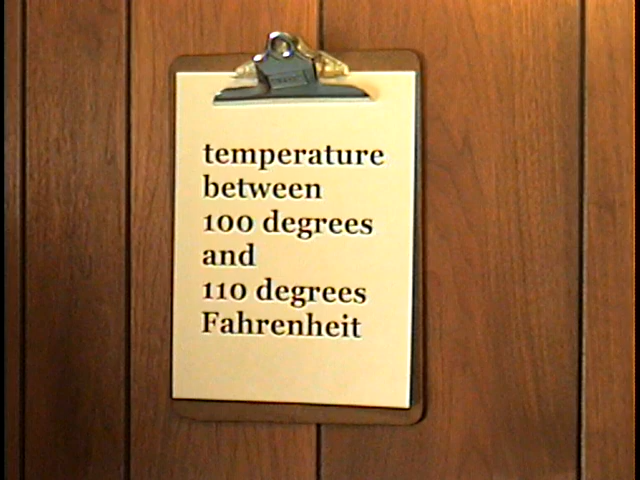 temperature
between
100 degrees
and
110 degrees
Fahrenheit